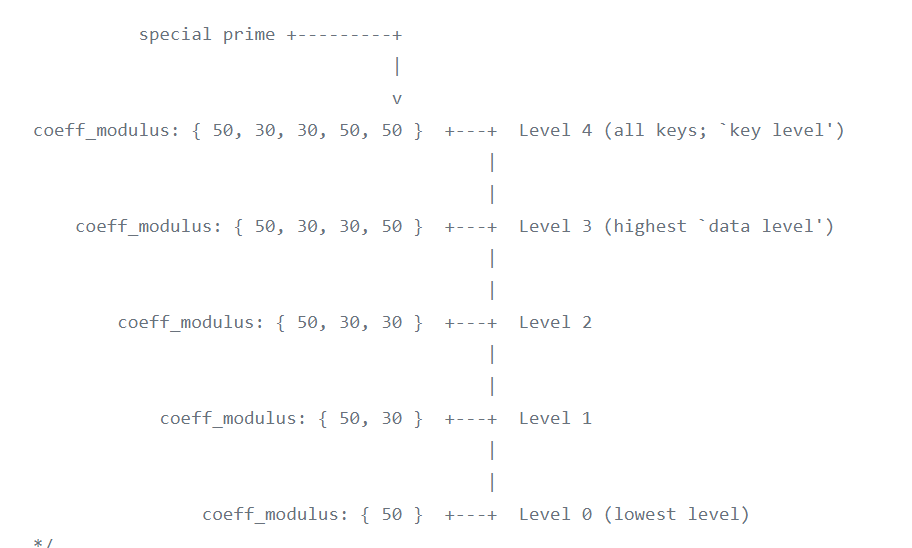 special prime +---------+
|
v
coeff_modulus: { 50, 30, 30, 50, 50 }  +---+  Level 4 (all keys; `key level')
|
|
coeff_modulus: { 50, 30, 30, 50 }  +---+  Level 3 (highest `data level')
|
|
coeff_modulus: { 50, 30, 30 }  +---+  Level 2
|
|
coeff_modulus: { 50, 30 }  +---+  Level 1
|
|
coeff_modulus: { 50 }  +---+  Level 0 (lowest level)
*/